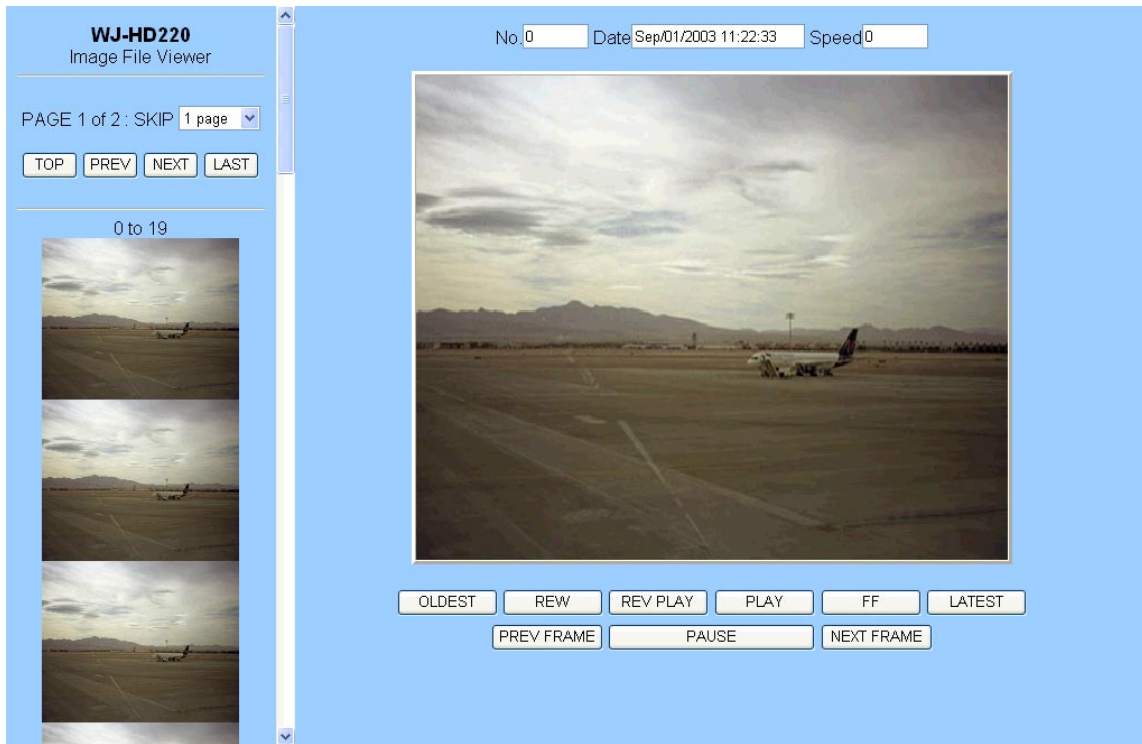 WJ-HD220
Image File Viewer
PAGE 1 of 2 : SKIP 1 page
TOP PREV NEXT LAST
0 to 19
No. 0 Date Sep/01/2003 11:22:33 Speed 0
OLDEST REW REV PLAY PLAY FF LATEST
PREV FRAME PAUSE NEXT FRAME